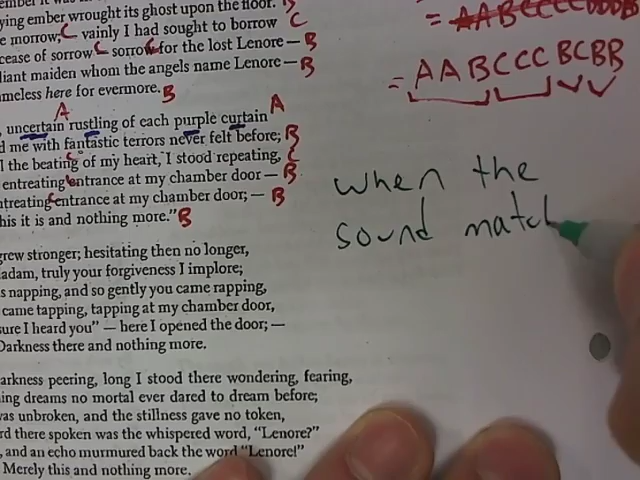 ying ember wrought its ghost upon the floor. B
= AABCCCCBDDDB
e morrow; C vainly I had sought to borrow C
cease of sorrow C sorrow C for the lost Lenore — B
= AABCCCBCBB
liant maiden whom the angels name Lenore — B
ameless here for evermore. B
A
, uncertain rustling of each purple curtain A
d me with fantastic terrors never felt before; B
l the beating C of my heart, I stood repeating, C
entreating C entrance at my chamber door — B
ntreating C entrance at my chamber door; — B
his it is and nothing more." B
when the
sound match
grew stronger; hesitating then no longer,
adam, truly your forgiveness I implore;
s napping, and so gently you came rapping,
came tapping, tapping at my chamber door,
sure I heard you" — here I opened the door; —
Darkness there and nothing more.
arkness peering, long I stood there wondering, fearing,
ing dreams no mortal ever dared to dream before;
was unbroken, and the stillness gave no token,
rd there spoken was the whispered word, "Lenore?"
, and an echo murmured back the word "Lenore!"
Merely this and nothing more.